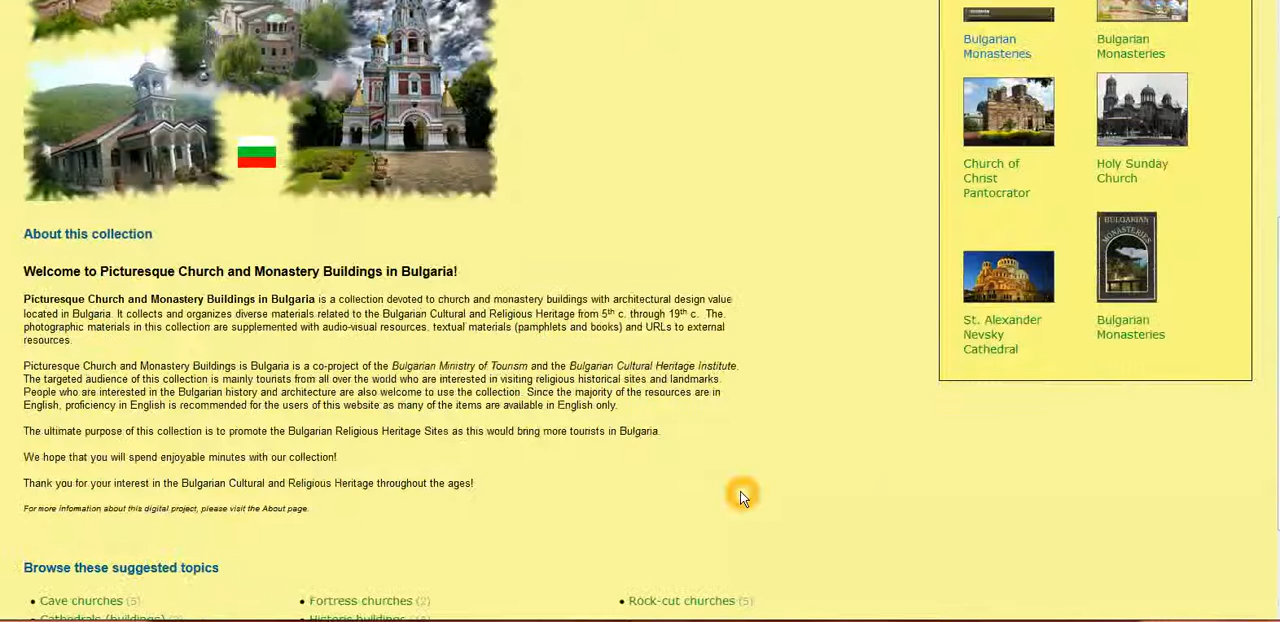 About this collection
Welcome to Picturesque Church and Monastery Buildings in Bulgaria!
Picturesque Church and Monastery Buildings in Bulgaria is a collection devoted to church and monastery buildings with architectural design value
located in Bulgaria. It collects and organizes diverse materials related to the Bulgarian Cultural and Religious Heritage from 5th c. through 19th c. The
photographic materials in this collection are supplemented with audio-visual resources, textual materials (pamphlets and books) and URLs to external
resources.
Picturesque Church and Monastery Buildings is Bulgaria is a co-project of the Bulgarian Ministry of Tourism and the Bulgarian Cultural Heritage Institute.
The targeted audience of this collection is mainly tourists from all over the world who are interested in visiting religious historical sites and landmarks.
People who are interested in the Bulgarian history and architecture are also welcome to use the collection. Since the majority of the resources are in
English, proficiency in English is recommended for the users of this website as many of the items are available in English only.
The ultimate purpose of this collection is to promote the Bulgarian Religious Heritage Sites as this would bring more tourists in Bulgaria.
We hope that you will spend enjoyable minutes with our collection!
Thank you for your interest in the Bulgarian Cultural and Religious Heritage throughout the ages!
For more information about this digital project, please visit the About page.
Browse these suggested topics
• Cave churches (5)
• Fortress churches (2)
• Rock-cut churches (5)
Cathedrals (buildings)
Historic buildings
Bulgarian
Monasteries
Bulgarian
Monasteries
Church of
Christ
Pantocrator
Holy Sunday
Church
BULGARIAN
MONASTERIES
St. Alexander
Nevsky
Cathedral
Bulgarian
Monasteries